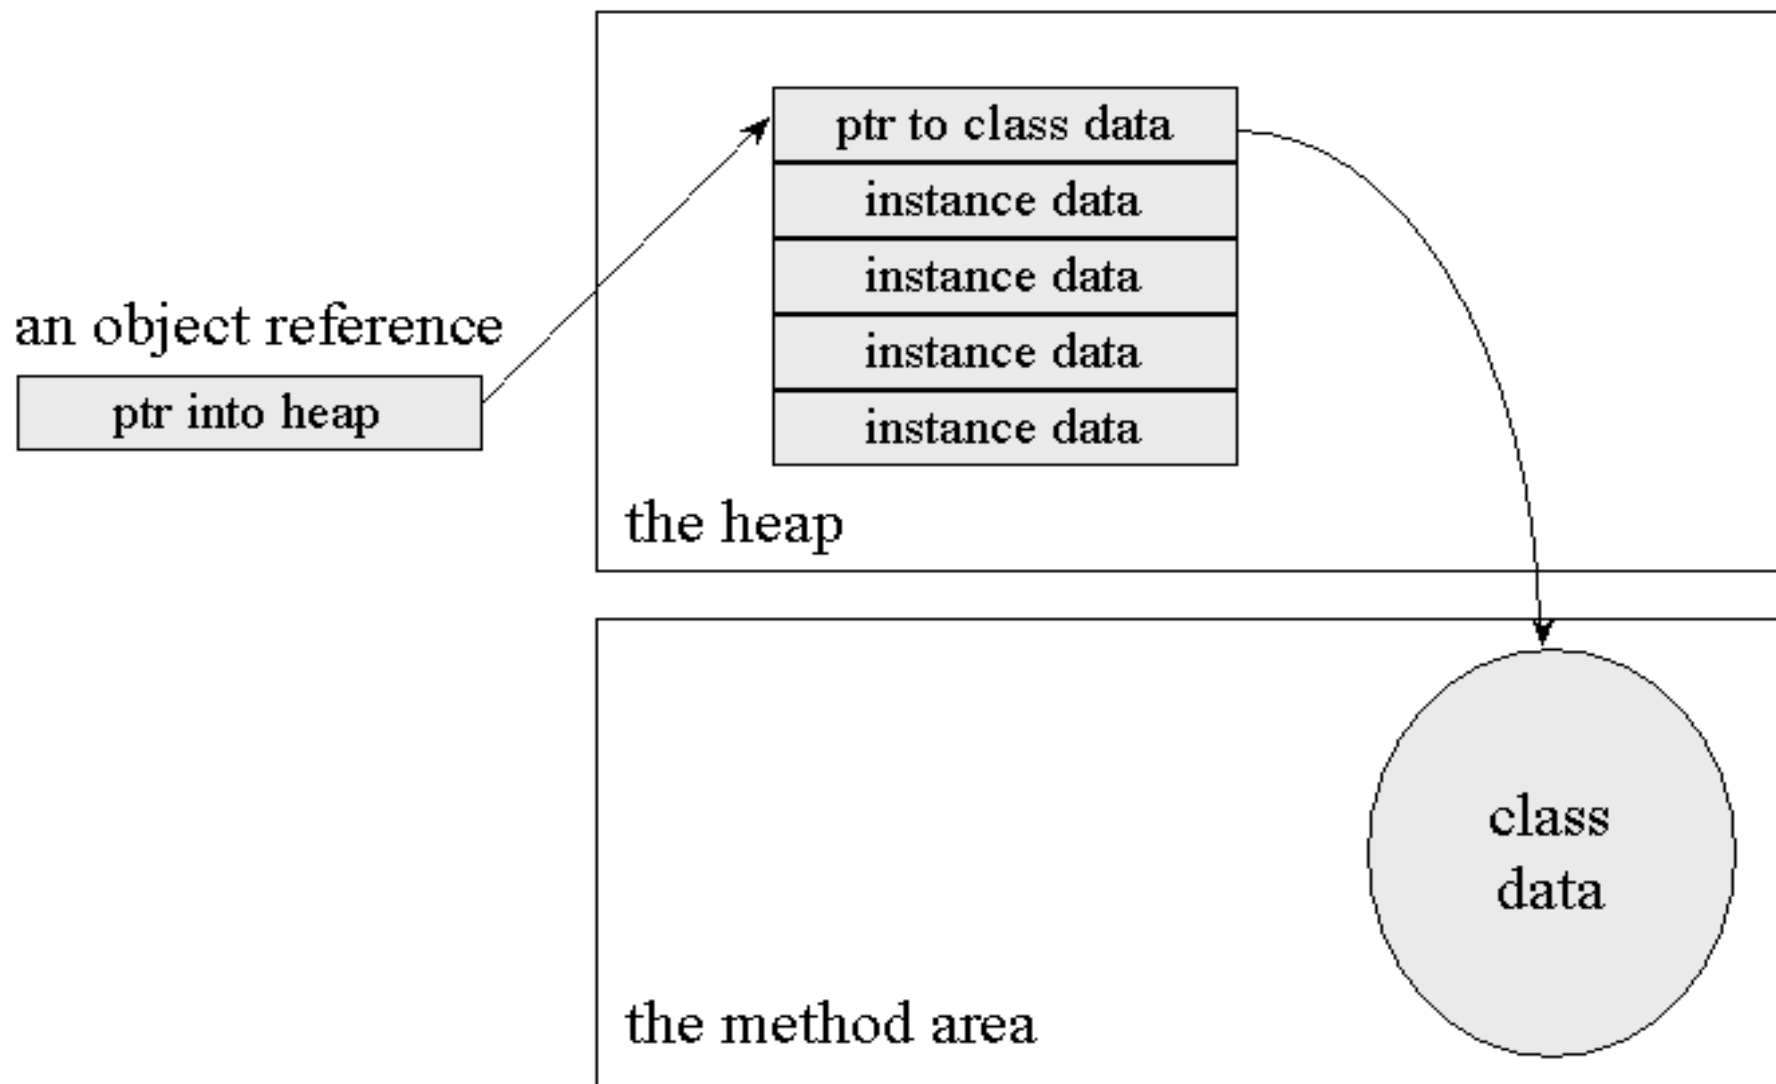 an object reference
ptr into heap
ptr to class data
instance data
instance data
instance data
instance data
the heap
class
data
the method area